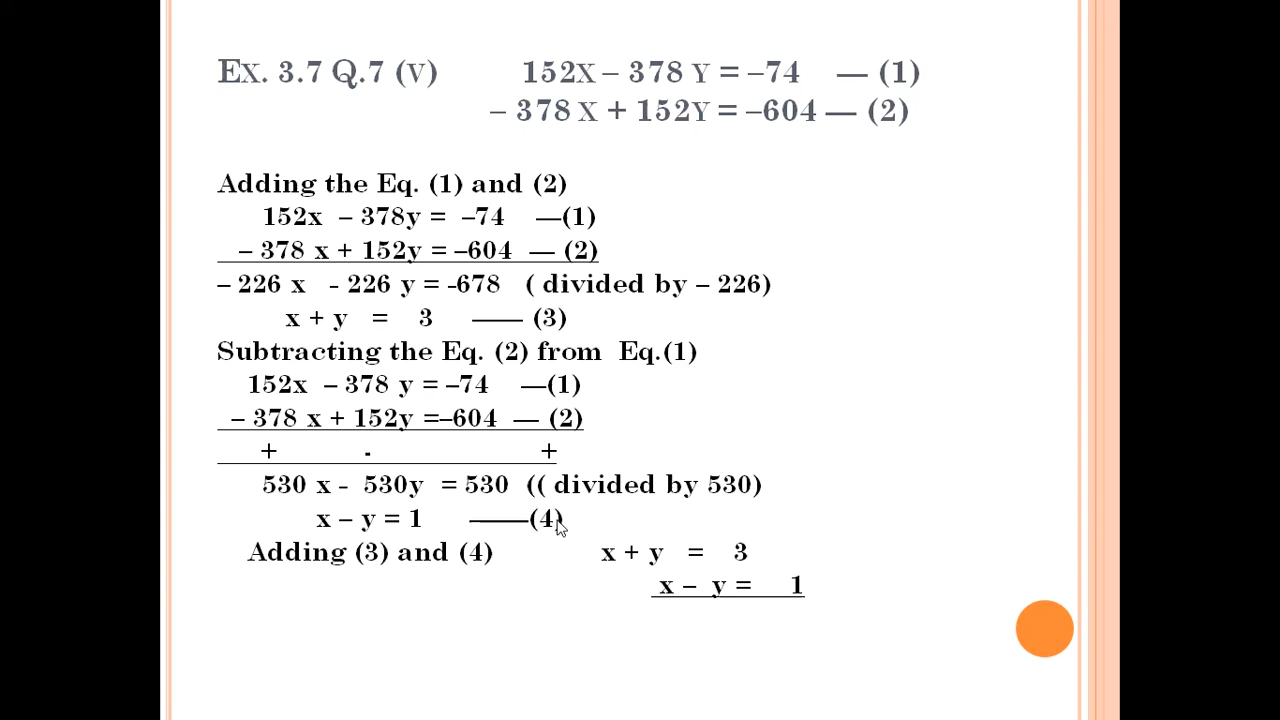 Ex. 3.7 Q.7 (v) 152x – 378 y = –74 — (1)
– 378 x + 152y = –604 — (2)
Adding the Eq. (1) and (2)
152x – 378y = –74 —(1)
– 378 x + 152y = –604 — (2)
– 226 x - 226 y = -678 ( divided by – 226)
x + y = 3 —— (3)
Subtracting the Eq. (2) from Eq.(1)
152x – 378 y = –74 —(1)
– 378 x + 152y =–604 — (2)
+ - +
530 x - 530y = 530 (( divided by 530)
x – y = 1 ——(4)
Adding (3) and (4) x + y = 3
x – y = 1